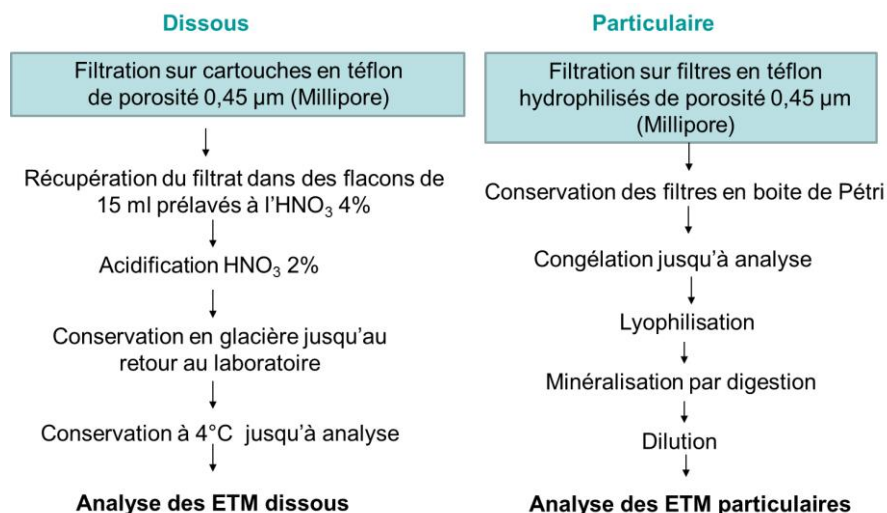 Dissous
Filtration sur cartouches en téflon
de porosité 0,45 µm (Millipore)
Récupération du filtrat dans des flacons de
15 ml prélavés à l'HNO₃ 4%
Acidification HNO₃ 2%
Conservation en glacière jusqu'au
retour au laboratoire
Conservation à 4°C jusqu'à analyse
Analyse des ETM dissous
Particulaire
Filtration sur filtres en téflon
hydrophilisés de porosité 0,45 µm
(Millipore)
Conservation des filtres en boite de Pétri
Congélation jusqu'à analyse
Lyophilisation
Minéralisation par digestion
Dilution
Analyse des ETM particulaires